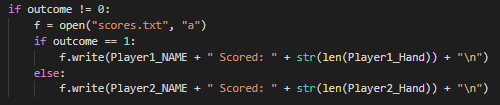 if outcome != 0:
    f = open("scores.txt", "a")
    if outcome == 1:
        f.write(Player1_NAME + " Scored: " + str(len(Player1_Hand)) + "\n")
    else:
        f.write(Player2_NAME + " Scored: " + str(len(Player2_Hand)) + "\n")